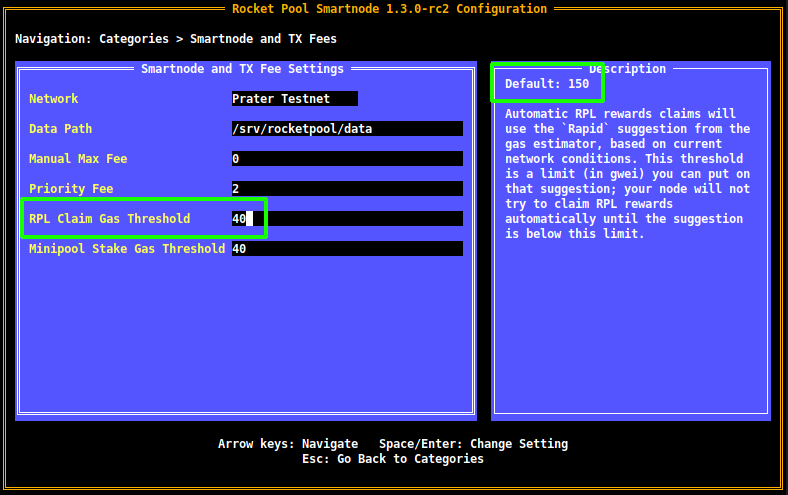 Rocket Pool Smartnode 1.3.0-rc2 Configuration
Navigation: Categories > Smartnode and TX Fees
Smartnode and TX Fee Settings
Network Prater Testnet
Data Path /srv/rocketpool/data
Manual Max Fee 0
Priority Fee 2
RPL Claim Gas Threshold 40
Minipool Stake Gas Threshold 40
Description
Default: 150
Automatic RPL rewards claims will
use the `Rapid` suggestion from the
gas estimator, based on current
network conditions. This threshold
is a limit (in gwei) you can put on
that suggestion; your node will not
try to claim RPL rewards
automatically until the suggestion
is below this limit.
Arrow keys: Navigate Space/Enter: Change Setting
Esc: Go Back to Categories